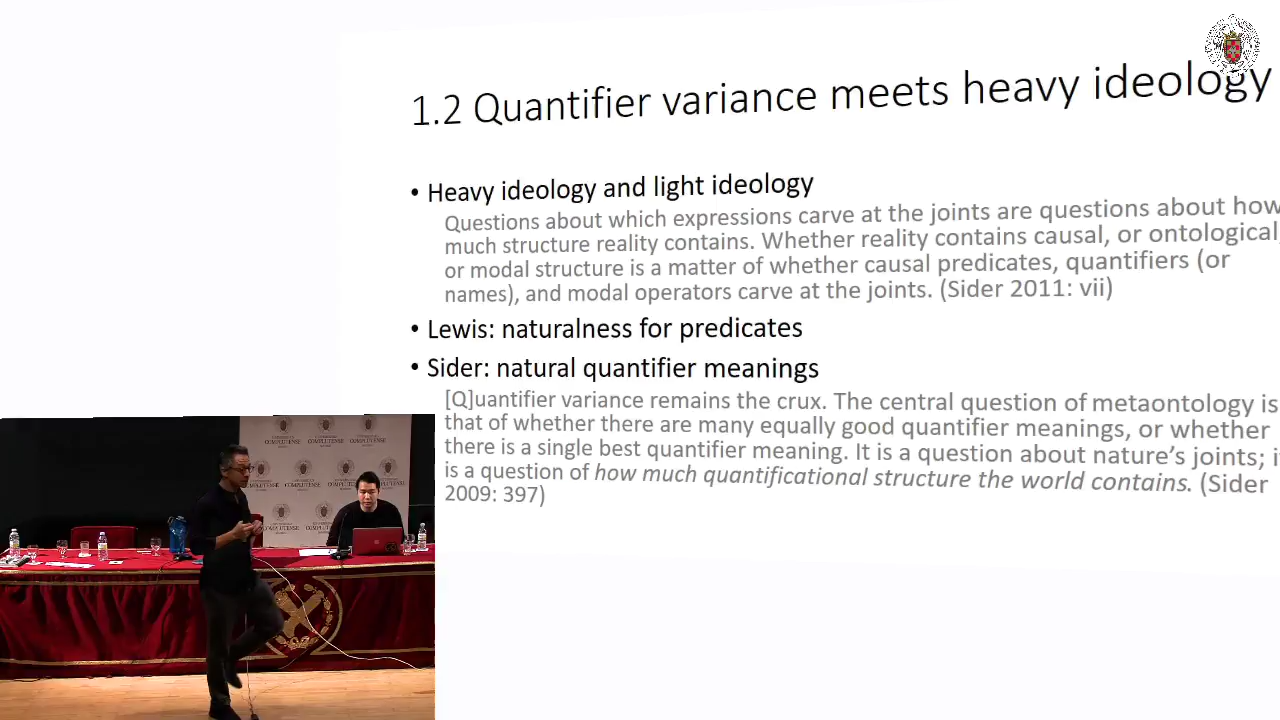 1.2 Quantifier variance meets heavy ideology
• Heavy ideology and light ideology
Questions about which expressions carve at the joints are questions about how
much structure reality contains. Whether reality contains causal, or ontological,
or modal structure is a matter of whether causal predicates, quantifiers (or
names), and modal operators carve at the joints. (Sider 2011: vii)
• Lewis: naturalness for predicates
• Sider: natural quantifier meanings
[Q]uantifier variance remains the crux. The central question of metaontology is
that of whether there are many equally good quantifier meanings, or whether
there is a single best quantifier meaning. It is a question about nature's joints; i
is a question of how much quantificational structure the world contains. (Sider
2009: 397)
COMPLUTENSE